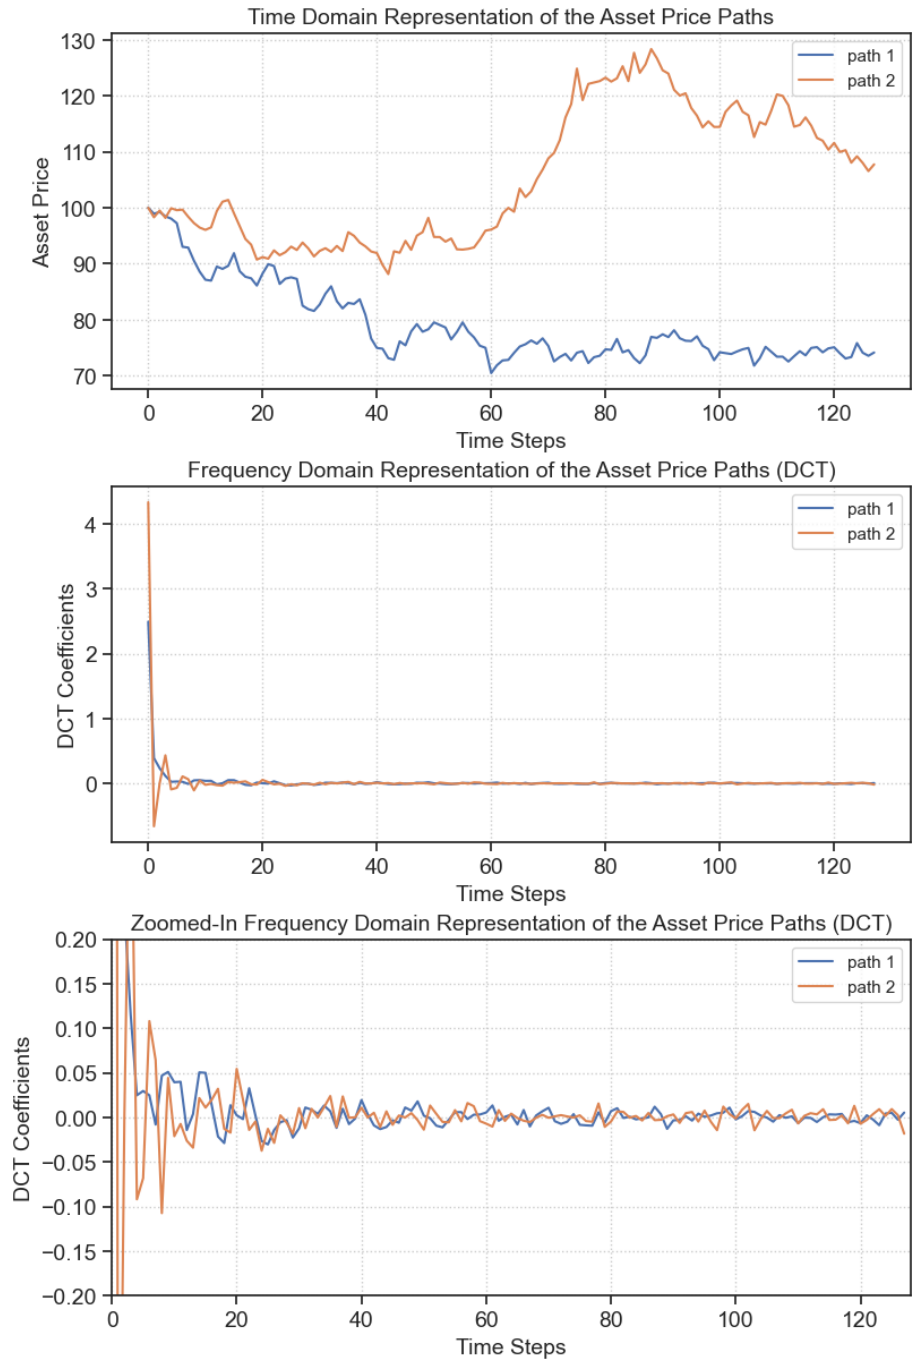 Time Domain Representation of the Asset Price Paths
130
120
110
100
90
80
70
Asset Price
path 1
path 2
0 20 40 60 80 100 120
Time Steps
Frequency Domain Representation of the Asset Price Paths (DCT)
4
3
2
1
0
DCT Coefficients
path 1
path 2
0 20 40 60 80 100 120
Time Steps
Zoomed-In Frequency Domain Representation of the Asset Price Paths (DCT)
0.20
0.15
0.10
0.05
0.00
−0.05
−0.10
−0.15
−0.20
DCT Coefficients
path 1
path 2
0 20 40 60 80 100 120
Time Steps